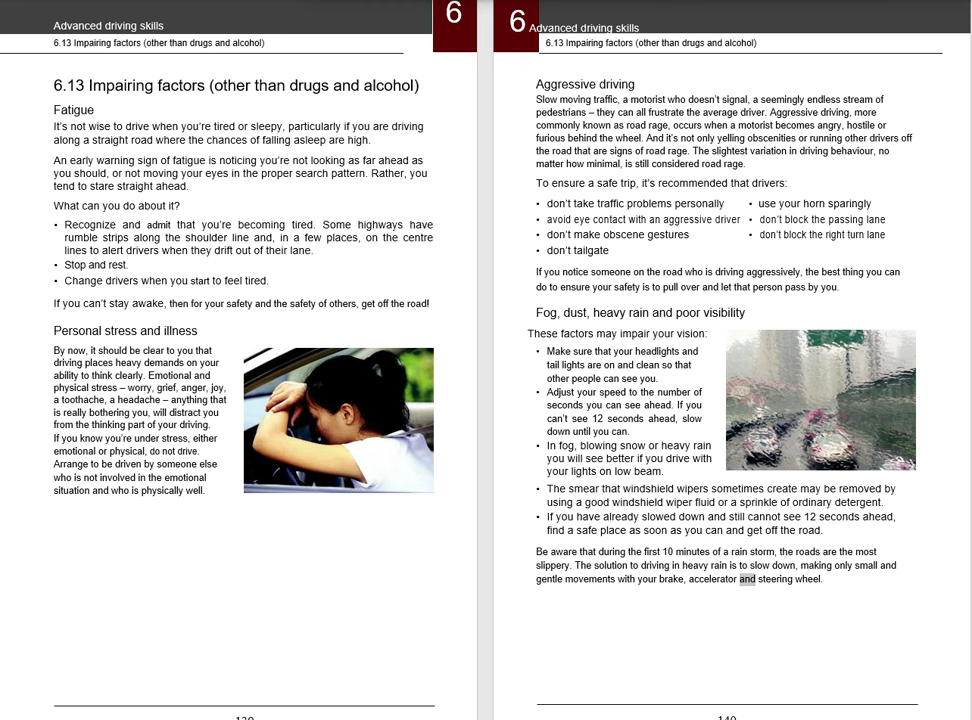 6
Advanced driving skills
6.13 Impairing factors (other than drugs and alcohol)
6.13 Impairing factors (other than drugs and alcohol)
Fatigue
It's not wise to drive when you're tired or sleepy, particularly if you are driving
along a straight road where the chances of falling asleep are high.
An early warning sign of fatigue is noticing you're not looking as far ahead as
you should, or not moving your eyes in the proper search pattern. Rather, you
tend to stare straight ahead.
What can you do about it?
• Recognize and admit that you're becoming tired. Some highways have
rumble strips along the shoulder line and, in a few places, on the centre
lines to alert drivers when they drift out of their lane.
• Stop and rest.
• Change drivers when you start to feel tired.
If you can't stay awake, then for your safety and the safety of others, get off the road!
Personal stress and illness
By now, it should be clear to you that
driving places heavy demands on your
ability to think clearly. Emotional and
physical stress – worry, grief, anger, joy,
a toothache, a headache – anything that
is really bothering you, will distract you
from the thinking part of your driving.
If you know you're under stress, either
emotional or physical, do not drive.
Arrange to be driven by someone else
who is not involved in the emotional
situation and who is physically well.
139
6 Advanced driving skills
6.13 Impairing factors (other than drugs and alcohol)
Aggressive driving
Slow moving traffic, a motorist who doesn't signal, a seemingly endless stream of
pedestrians – they can all frustrate the average driver. Aggressive driving, more
commonly known as road rage, occurs when a motorist becomes angry, hostile or
furious behind the wheel. And it's not only yelling obscenities or running other drivers off
the road that are signs of road rage. The slightest variation in driving behaviour, no
matter how minimal, is still considered road rage.
To ensure a safe trip, it's recommended that drivers:
• don't take traffic problems personally
• avoid eye contact with an aggressive driver
• don't make obscene gestures
• don't tailgate
• use your horn sparingly
• don't block the passing lane
• don't block the right turn lane
If you notice someone on the road who is driving aggressively, the best thing you can
do to ensure your safety is to pull over and let that person pass by you.
Fog, dust, heavy rain and poor visibility
These factors may impair your vision:
• Make sure that your headlights and
tail lights are on and clean so that
other people can see you.
• Adjust your speed to the number of
seconds you can see ahead. If you
can't see 12 seconds ahead, slow
down until you can.
• In fog, blowing snow or heavy rain
you will see better if you drive with
your lights on low beam.
• The smear that windshield wipers sometimes create may be removed by
using a good windshield wiper fluid or a sprinkle of ordinary detergent.
• If you have already slowed down and still cannot see 12 seconds ahead,
find a safe place as soon as you can and get off the road.
Be aware that during the first 10 minutes of a rain storm, the roads are the most
slippery. The solution to driving in heavy rain is to slow down, making only small and
gentle movements with your brake, accelerator and steering wheel.
140